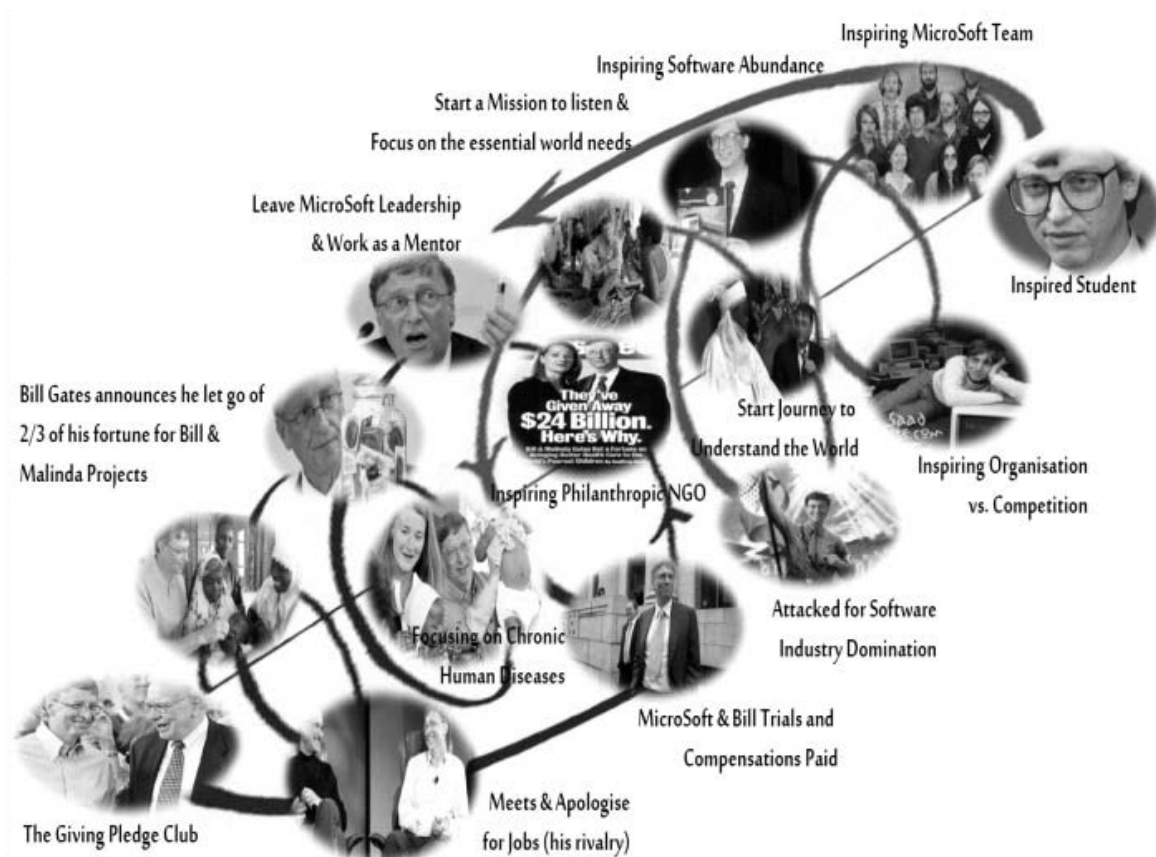 Inspiring MicroSoft Team
Inspiring Software Abundance
Start a Mission to listen &
Focus on the essential world needs
Leave MicroSoft Leadership
& Work as a Mentor
Inspired Student
Bill Gates announces he let go of
2/3 of his fortune for Bill &
Malinda Projects
They've
Given Away
$24 Billion.
Here's Why.
Inspiring Philanthropic NGO
Start Journey to
Understand the World
Inspiring Organisation
vs. Competition
Attacked for Software
Industry Domination
Focusing on Chronic
Human Diseases
MicroSoft & Bill Trials and
Compensations Paid
Meets & Apologise
for Jobs (his rivalry)
The Giving Pledge Club